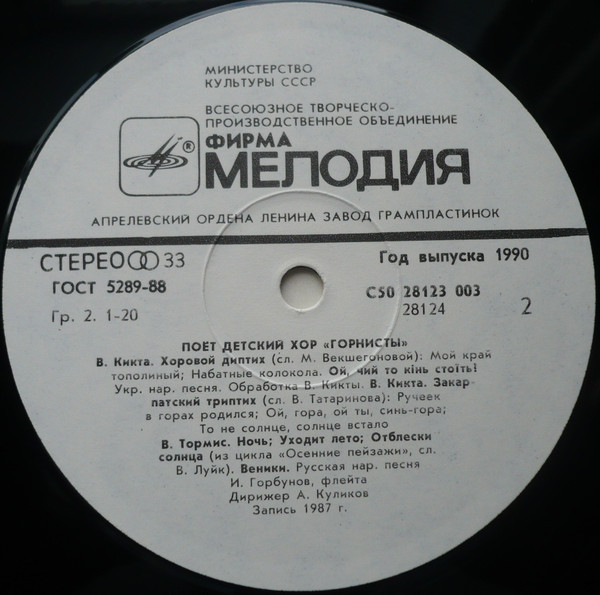 МИНИСТЕРСТВО
КУЛЬТУРЫ СССР
ВСЕСОЮЗНОЕ ТВОРЧЕСКО-
ПРОИЗВОДСТВЕННОЕ ОБЪЕДИНЕНИЕ
ФИРМА
® МЕЛОДИЯ
АПРЕЛЕВСКИЙ ОРДЕНА ЛЕНИНА ЗАВОД ГРАМПЛАСТИНОК
СТЕРЕО 33 Год выпуска 1990
ГОСТ 5289-88 С50 28123 003
Гр. 2. 1-20 28124 2
ПОЕТ ДЕТСКИЙ ХОР «ГОРНИСТЫ»
В. Кикта. Хоровой диптих (сл. М. Векшегоновой): Мой край
тополиный; Набатные колокола. Ой, чий то кінь стоїть!
Укр. нар. песня. Обработка В. Кикты. В. Кикта. Закар-
патский триптих (сл. В. Татаринова): Ручеек
в горах родился; Ой, гора, ой ты, синь-гора;
То не солнце, солнце встало
В. Тормис. Ночь; Уходит лето; Отблески
солнца (из цикла «Осенние пейзажи», сл.
В. Луйк). Веники. Русская нар. песня
И. Горбунов, флейта
Дирижер А. Куликов
Запись 1987 г.